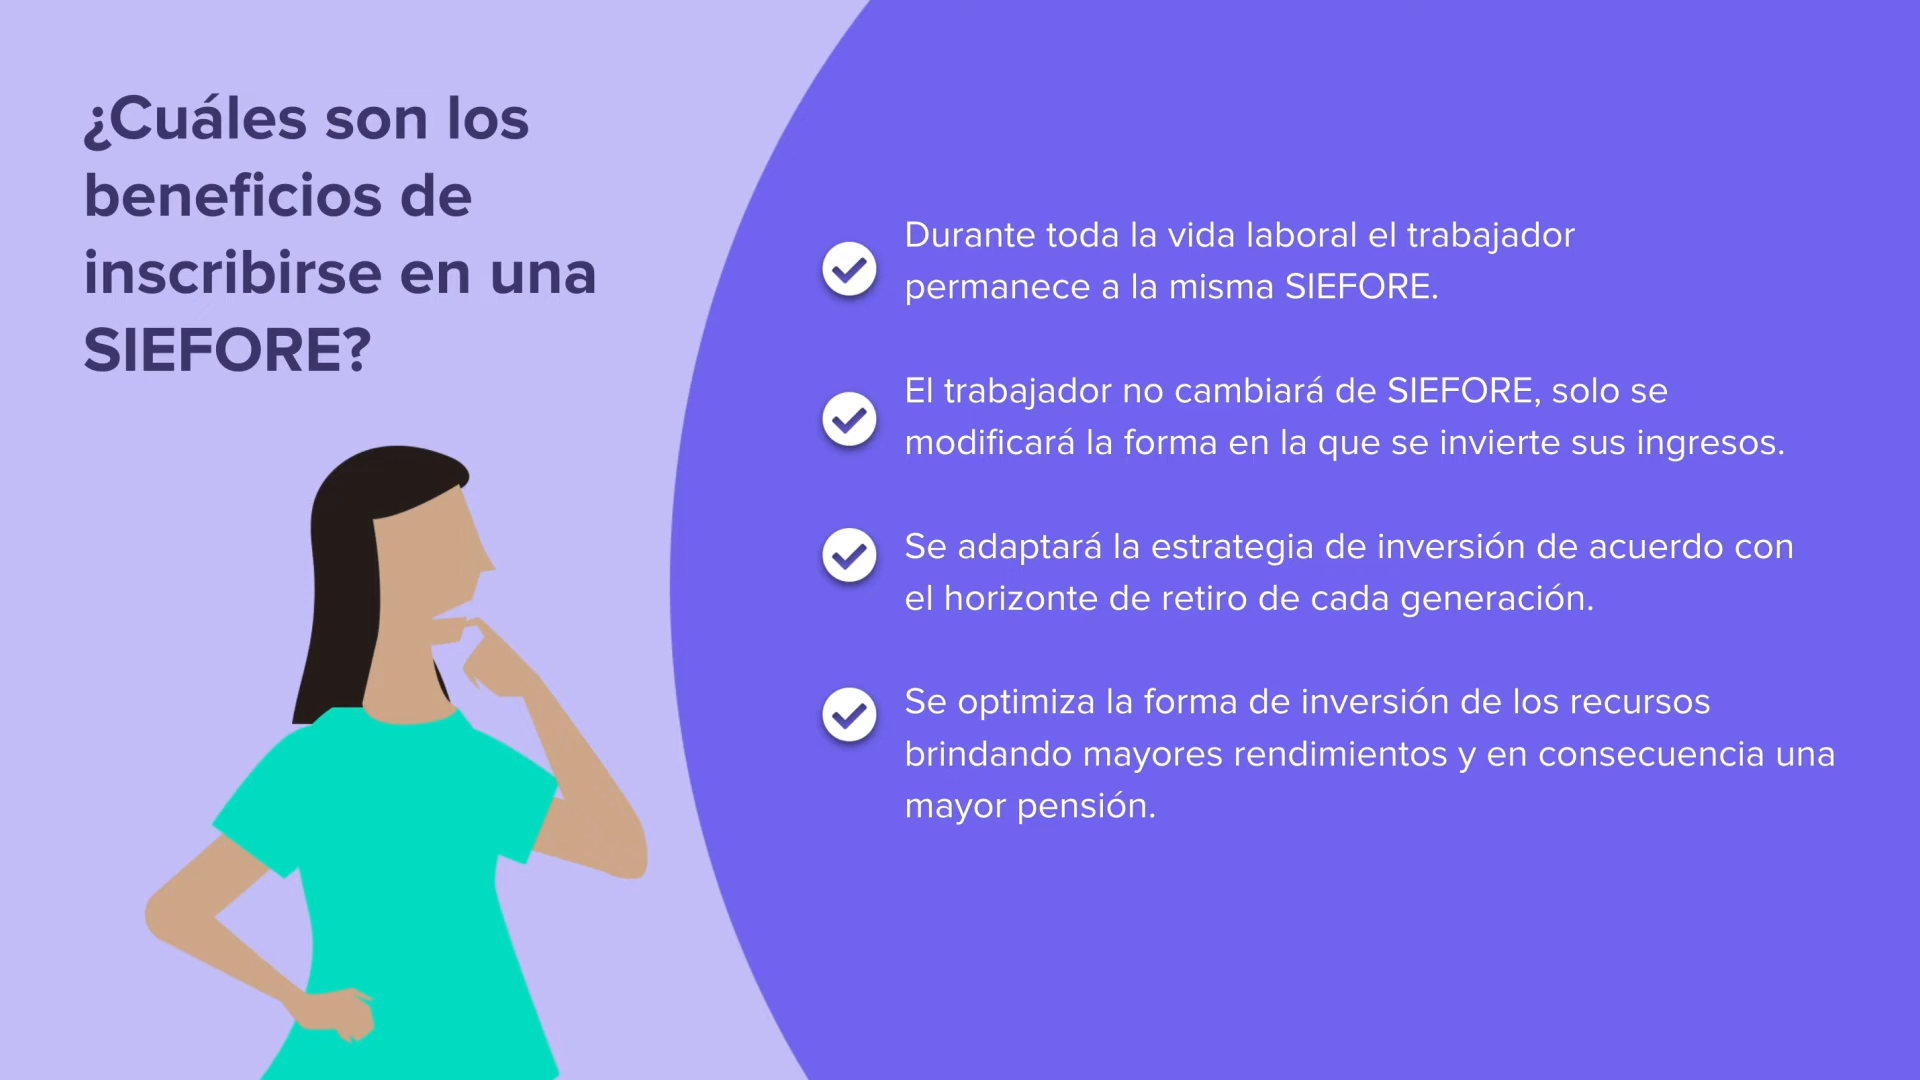 ¿Cuáles son los
beneficios de
inscribirse en una
SIEFORE?
Durante toda la vida laboral el trabajador
permanece a la misma SIEFORE.
El trabajador no cambiará de SIEFORE, solo se
modificará la forma en la que se invierte sus ingresos.
Se adaptará la estrategia de inversión de acuerdo con
el horizonte de retiro de cada generación.
Se optimiza la forma de inversión de los recursos
brindando mayores rendimientos y en consecuencia una
mayor pensión.